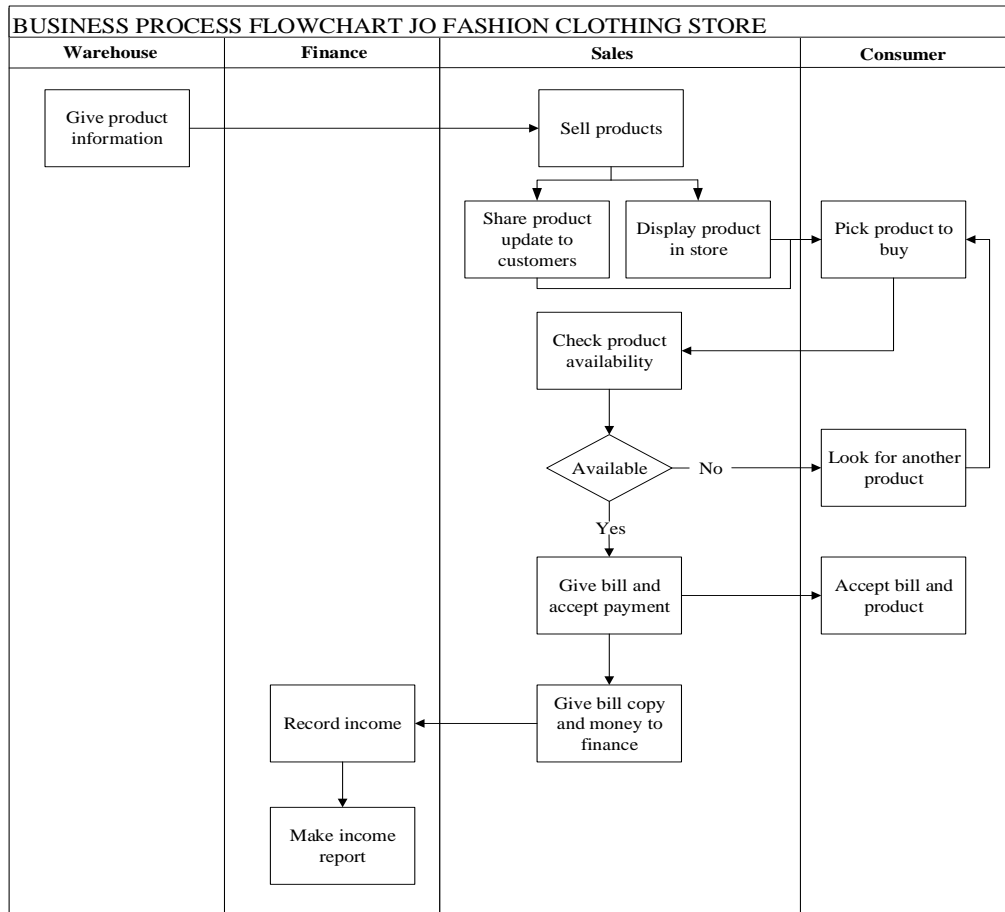 BUSINESS PROCESS FLOWCHART JO FASHION CLOTHING STORE
Warehouse
Finance
Sales
Consumer
Give product
information
Sell products
Share product
update to
customers
Display product
in store
Pick product to
buy
Check product
availability
Available
No
Look for another
product
Yes
Give bill and
accept payment
Accept bill and
product
Give bill copy
and money to
finance
Record income
Make income
report